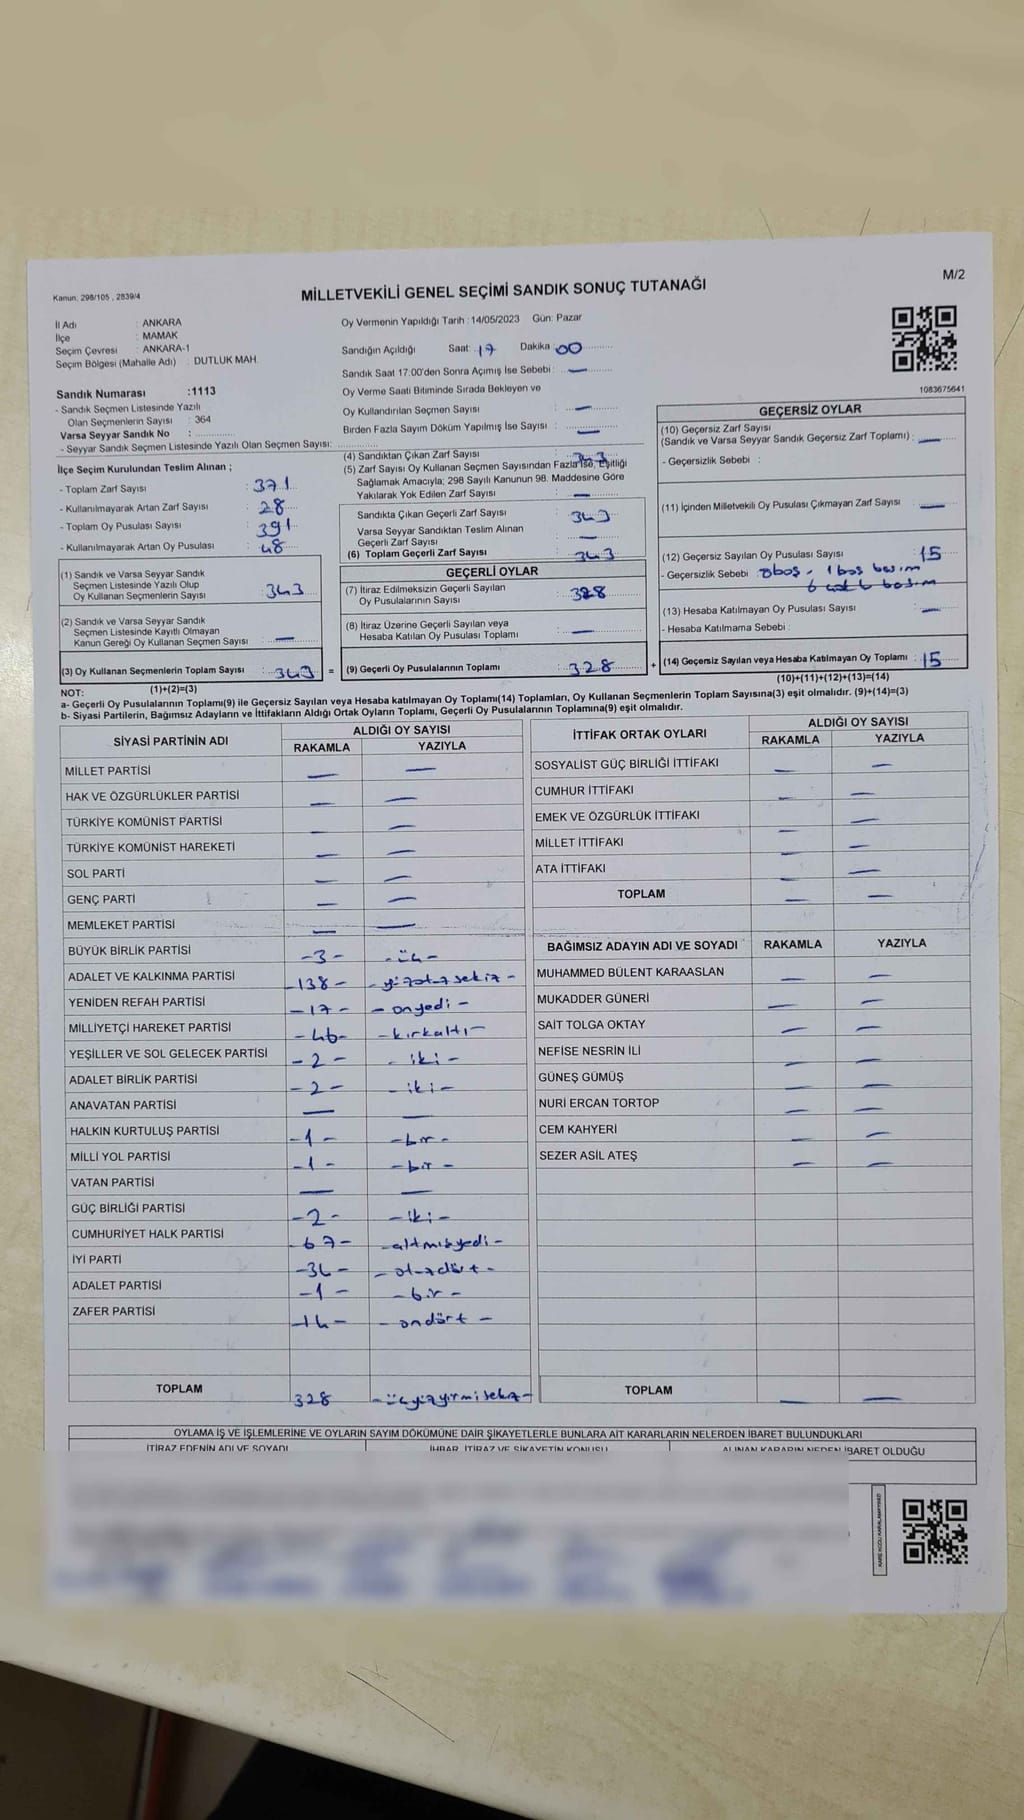 M/2
Kanun: 298/105 , 2839/4
MİLLETVEKİLİ GENEL SEÇİMİ SANDIK SONUÇ TUTANAĞI
İl Adı : ANKARA
İlçe : MAMAK
Seçim Çevresi : ANKARA-1
Seçim Bölgesi (Mahalle Adı) : DUTLUK MAH.
Sandık Numarası :1113
- Sandık Seçmen Listesinde Yazılı
Olan Seçmenlerin Sayısı : 364
Varsa Seyyar Sandık No :
- Seyyar Sandık Seçmen Listesinde Yazılı Olan Seçmen Sayısı:
İlçe Seçim Kurulundan Teslim Alınan ;
- Toplam Zarf Sayısı : 371
- Kullanılmayarak Artan Zarf Sayısı : 28
- Toplam Oy Pusulası Sayısı : 391
- Kullanılmayarak Artan Oy Pusulası : 48
(1) Sandık ve Varsa Seyyar Sandık
Seçmen Listesinde Yazılı Olup
Oy Kullanan Seçmenlerin Sayısı : 343
(2) Sandık ve Varsa Seyyar Sandık
Seçmen Listesinde Kayıtlı Olmayan
Kanun Gereği Oy Kullanan Seçmen Sayısı : —
(3) Oy Kullanan Seçmenlerin Toplam Sayısı : 343 =
(1)+(2)=(3)
Oy Vermenin Yapıldığı Tarih : 14/05/2023 Gün: Pazar
Sandığın Açıldığı Saat : 17 Dakika : 00
Sandık Saat 17.00'den Sonra Açımış İse Sebebi : —
Oy Verme Saati Bitiminde Sırada Bekleyen ve
Oy Kullandırılan Seçmen Sayısı : —
Birden Fazla Sayım Döküm Yapılmış İse Sayısı : —
(4) Sandıktan Çıkan Zarf Sayısı : 343
(5) Zarf Sayısı Oy Kullanan Seçmen Sayısından Fazla İse, Eşitliği
Sağlamak Amacıyla; 298 Sayılı Kanunun 98. Maddesine Göre
Yakılarak Yok Edilen Zarf Sayısı : —
Sandıkta Çıkan Geçerli Zarf Sayısı : 343
Varsa Seyyar Sandıktan Teslim Alınan
Geçerli Zarf Sayısı : —
(6) Toplam Geçerli Zarf Sayısı : 343
GEÇERLİ OYLAR
(7) İtiraz Edilmeksizin Geçerli Sayılan
Oy Pusulalarının Sayısı : 328
(8) İtiraz Üzerine Geçerli Sayılan veya
Hesaba Katılan Oy Pusulası Toplamı : —
(9) Geçerli Oy Pusulalarının Toplamı : 328 +
1083675641
GEÇERSİZ OYLAR
(10) Geçersiz Zarf Sayısı
(Sandık ve Varsa Seyyar Sandık Geçersiz Zarf Toplamı) : —
- Geçersizlik Sebebi :
(11) İçinden Milletvekili Oy Pusulası Çıkmayan Zarf Sayısı : —
(12) Geçersiz Sayılan Oy Pusulası Sayısı : 15
- Geçersizlik Sebebi : 8boş - 1 boş basım
6 çat 6 basım
(13) Hesaba Katılmayan Oy Pusulası Sayısı : —
- Hesaba Katılmama Sebebi :
(14) Geçersiz Sayılan veya Hesaba Katılmayan Oy Toplamı : 15
(10)+(11)+(12)+(13)=(14)
NOT:
a- Geçerli Oy Pusulalarının Toplamı(9) ile Geçersiz Sayılan veya Hesaba katılmayan Oy Toplamı(14) Toplamları, Oy Kullanan Seçmenlerin Toplam Sayısına(3) eşit olmalıdır. (9)+(14)=(3)
b- Siyasi Partilerin, Bağımsız Adayların ve İttifakların Aldığı Ortak Oyların Toplamı, Geçerli Oy Pusulalarının Toplamına(9) eşit olmalıdır.
SİYASİ PARTİNİN ADI ALDIĞI OY SAYISI
RAKAMLA YAZIYLA
MİLLET PARTİSİ — —
HAK VE ÖZGÜRLÜKLER PARTİSİ — —
TÜRKİYE KOMÜNİST PARTİSİ — —
TÜRKİYE KOMÜNİST HAREKETİ — —
SOL PARTİ — —
GENÇ PARTİ — —
MEMLEKET PARTİSİ — —
BÜYÜK BİRLİK PARTİSİ -3- -üç-
ADALET VE KALKINMA PARTİSİ -138- -yüzotuzsekiz-
YENİDEN REFAH PARTİSİ -17- -onyedi-
MİLLİYETÇİ HAREKET PARTİSİ -46- -kırkaltı-
YEŞİLLER VE SOL GELECEK PARTİSİ -2- -iki-
ADALET BİRLİK PARTİSİ -2- -iki-
ANAVATAN PARTİSİ — —
HALKIN KURTULUŞ PARTİSİ -1- -bir-
MİLLİ YOL PARTİSİ -1- -bir-
VATAN PARTİSİ — —
GÜÇ BİRLİĞİ PARTİSİ -2- -iki-
CUMHURİYET HALK PARTİSİ -67- -altmışyedi-
İYİ PARTİ -34- -otuzdört-
ADALET PARTİSİ -1- -bir-
ZAFER PARTİSİ -14- -ondört-
TOPLAM 328 -üçyüzyirmisekiz-
İTTİFAK ORTAK OYLARI ALDIĞI OY SAYISI
RAKAMLA YAZIYLA
SOSYALİST GÜÇ BİRLİĞİ İTTİFAKI — —
CUMHUR İTTİFAKI — —
EMEK VE ÖZGÜRLÜK İTTİFAKI — —
MİLLET İTTİFAKI — —
ATA İTTİFAKI — —
TOPLAM — —
BAĞIMSIZ ADAYIN ADI VE SOYADI RAKAMLA YAZIYLA
MUHAMMED BÜLENT KARAASLAN — —
MUKADDER GÜNERİ — —
SAİT TOLGA OKTAY — —
NEFİSE NESRİN İLİ — —
GÜNEŞ GÜMÜŞ — —
NURİ ERCAN TORTOP — —
CEM KAHYERİ — —
SEZER ASİL ATEŞ — —
TOPLAM — —
OYLAMA İŞ VE İŞLEMLERİNE VE OYLARIN SAYIM DÖKÜMÜNE DAİR ŞİKAYETLERLE BUNLARA AİT KARARLARIN NELERDEN İBARET BULUNDUKLARI
İTİRAZ EDENİN ADI VE SOYADI İHBAR, İTİRAZ VE ŞİKAYETİN KONUSU ALINAN KARARIN NEDEN İBARET OLDUĞU